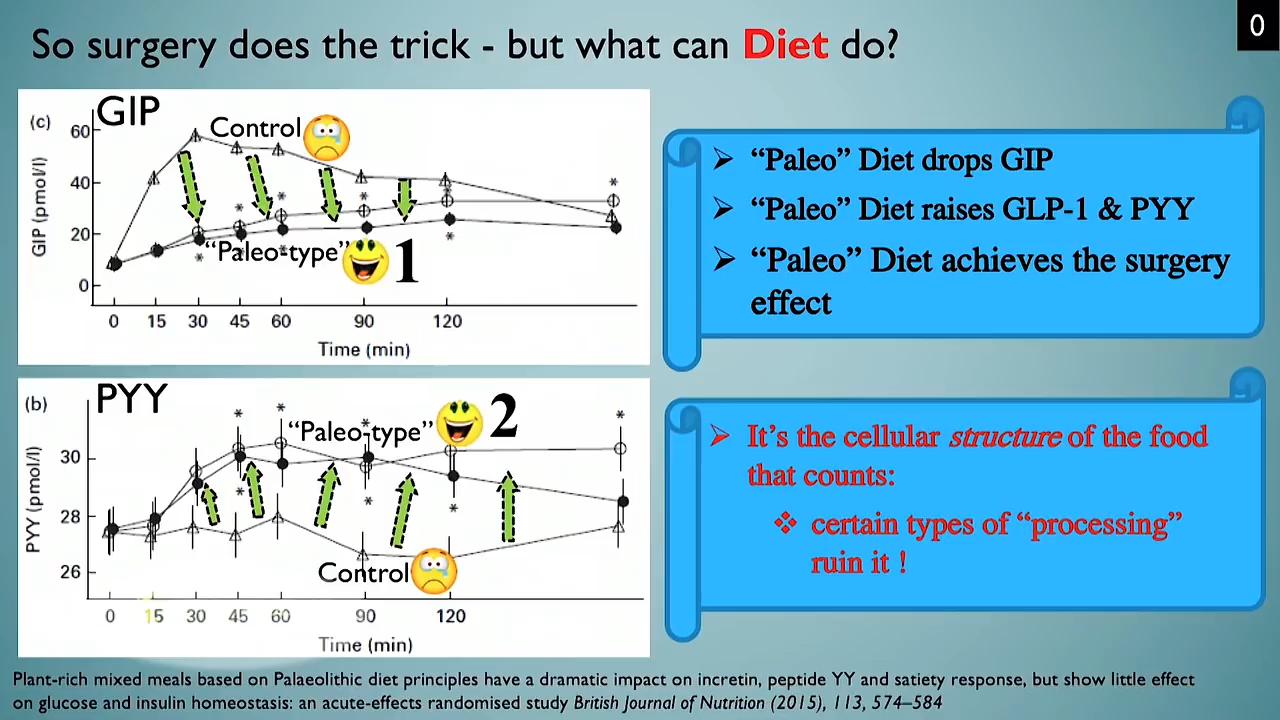 So surgery does the trick - but what can Diet do?
0
(c)
GIP
Control
60
40
20
0
GIP (pmol/l)
*
*
*
*
*
*
*
*
"Paleo-type"
1
0 15 30 45 60 90 120
Time (min)
(b)
PYY
"Paleo-type"
2
30
28
26
PYY (pmol/l)
*
*
*
*
*
*
*
Control
0 15 30 45 60 90 120
Time (min)
➢ “Paleo” Diet drops GIP
➢ “Paleo” Diet raises GLP-1 & PYY
➢ “Paleo” Diet achieves the surgery
effect
➢ It’s the cellular structure of the food
that counts:
❖ certain types of “processing”
ruin it !
Plant-rich mixed meals based on Palaeolithic diet principles have a dramatic impact on incretin, peptide YY and satiety response, but show little effect
on glucose and insulin homeostasis: an acute-effects randomised study British Journal of Nutrition (2015), 113, 574–584